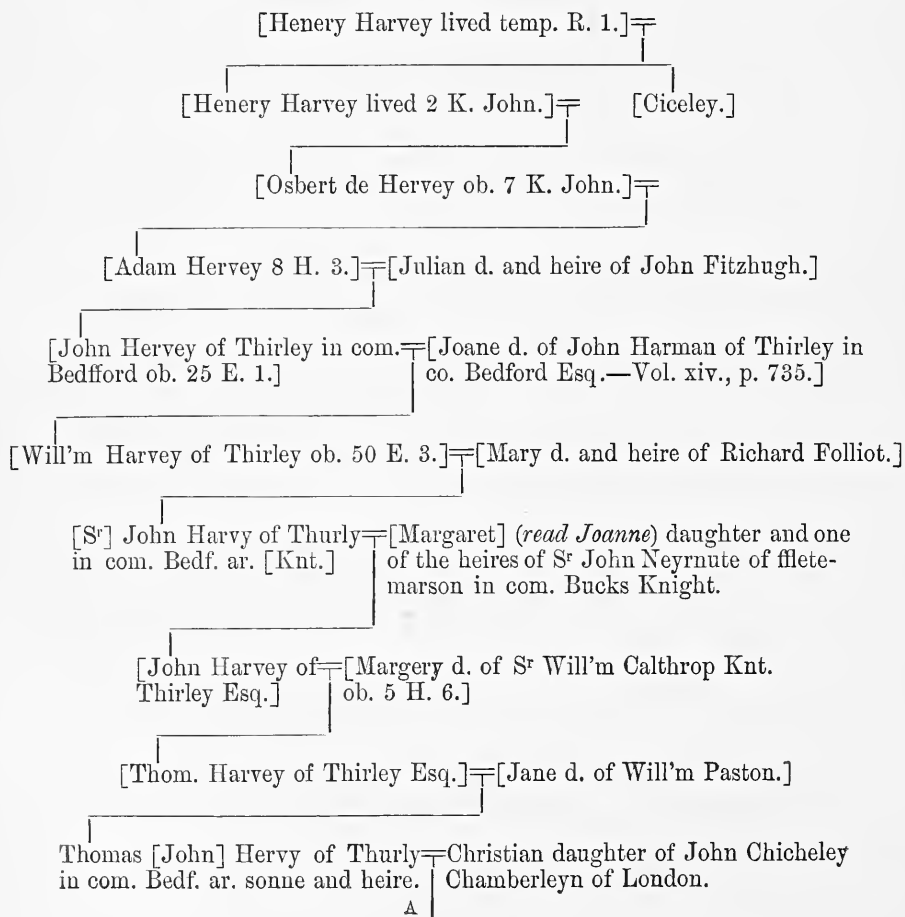 [Henery Harvey lived temp. R. 1.]
[Henery Harvey lived 2 K. John.] [Ciceley.]
[Osbert de Hervey ob. 7 K. John.]
[Adam Hervey 8 H. 3.] [Julian d. and heire of John Fitzhugh.]
[John Hervey of Thirley in com. [Joane d. of John Harman of Thirley in
Bedfford ob. 25 E. 1.] co. Bedford Esq.—Vol. xiv., p. 735.]
[Will'm Harvey of Thirley ob. 50 E. 3.] [Mary d. and heire of Richard Folliot.]
[Sr] John Harvy of Thurly [Margaret] (read Joanne) daughter and one
in com. Bedf. ar. [Knt.] of the heires of Sr John Neyrnute of fflete-
marson in com. Bucks Knight.
[John Harvey of [Margery d. of Sr Will'm Calthrop Knt.
Thirley Esq.] ob. 5 H. 6.]
[Thom. Harvey of Thirley Esq.] [Jane d. of Will'm Paston.]
Thomas [John] Hervy of Thurly Christian daughter of John Chicheley
in com. Bedf. ar. sonne and heire. Chamberleyn of London.
A